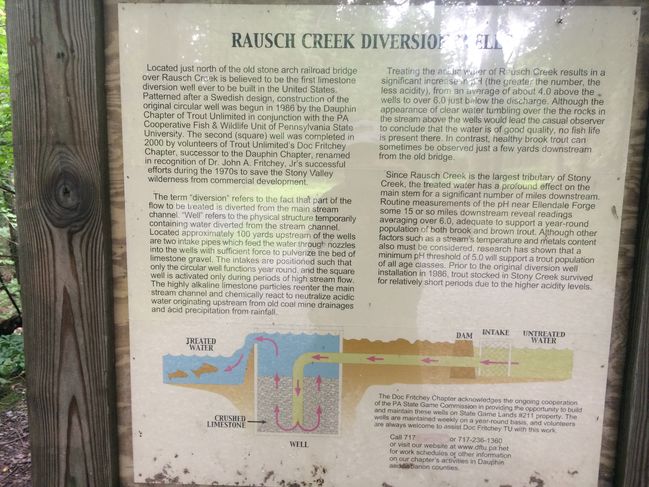 RAUSCH CREEK DIVERSION WELL
Located just north of the old stone arch railroad bridge
over Rausch Creek is believed to be the first limestone
diversion well ever to be built in the United States.
Patterned after a Swedish design, construction of the
original circular well was begun in 1986 by the Dauphin
Chapter of Trout Unlimited in conjunction with the PA
Cooperative Fish & Wildlife Unit of Pennsylvania State
University. The second (square) well was completed in
2000 by volunteers of Trout Unlimited's Doc Fritchey
Chapter, successor to the Dauphin Chapter, renamed
in recognition of Dr. John A. Fritchey, Jr's successful
efforts during the 1970s to save the Stony Valley
wilderness from commercial development.
The term "diversion" refers to the fact that part of the
flow to be treated is diverted from the main stream
channel. "Well" refers to the physical structure temporarily
containing water diverted from the stream channel.
Located approximately 100 yards upstream of the wells
are two intake pipes which feed the water through nozzles
into the wells with sufficient force to pulverize the bed of
limestone gravel. The intakes are positioned such that
only the circular well functions year round, and the square
well is activated only during periods of high stream flow.
The highly alkaline limestone particles reenter the main
stream channel and chemically react to neutralize acidic
water originating upstream from old coal mine drainages
and acid precipitation from rainfall.
Treating the acidic water of Rausch Creek results in a
significant increase in pH (the greater the number, the
less acidity), from an average of about 4.0 above the
wells to over 6.0 just below the discharge. Although the
appearance of clear water tumbling over the the rocks in
the stream above the wells would lead the casual observer
to conclude that the water is of good quality, no fish life
is present there. In contrast, healthy brook trout can
sometimes be observed just a few yards downstream
from the old bridge.
Since Rausch Creek is the largest tributary of Stony
Creek, the treated water has a profound effect on the
main stem for a significant number of miles downstream.
Routine measurements of the pH near Ellendale Forge
some 15 or so miles downstream reveal readings
averaging over 6.0, adequate to support a year-round
population of both brook and brown trout. Although other
factors such as a stream's temperature and metals content
also must be considered, research has shown that a
minimum pH threshold of 5.0 will support a trout population
of all age classes. Prior to the original diversion well
installation in 1986, trout stocked in Stony Creek survived
for relatively short periods due to the higher acidity levels.
TREATED
WATER
CRUSHED
LIMESTONE
WELL
DAM
INTAKE
UNTREATED
WATER
The Doc Fritchey Chapter acknowledges the ongoing cooperation
of the PA State Game Commission in providing the opportunity to build
and maintain these wells on State Game Lands #211 property. The
wells are maintained weekly on a year-round basis, and volunteers
are always welcome to assist Doc Fritchey TU with this work.
Call 717 or 717-236-1360
or visit our website at www.dftu.pa.net
for work schedules or other information
on our chapter's activities in Dauphin
and Lebanon counties.